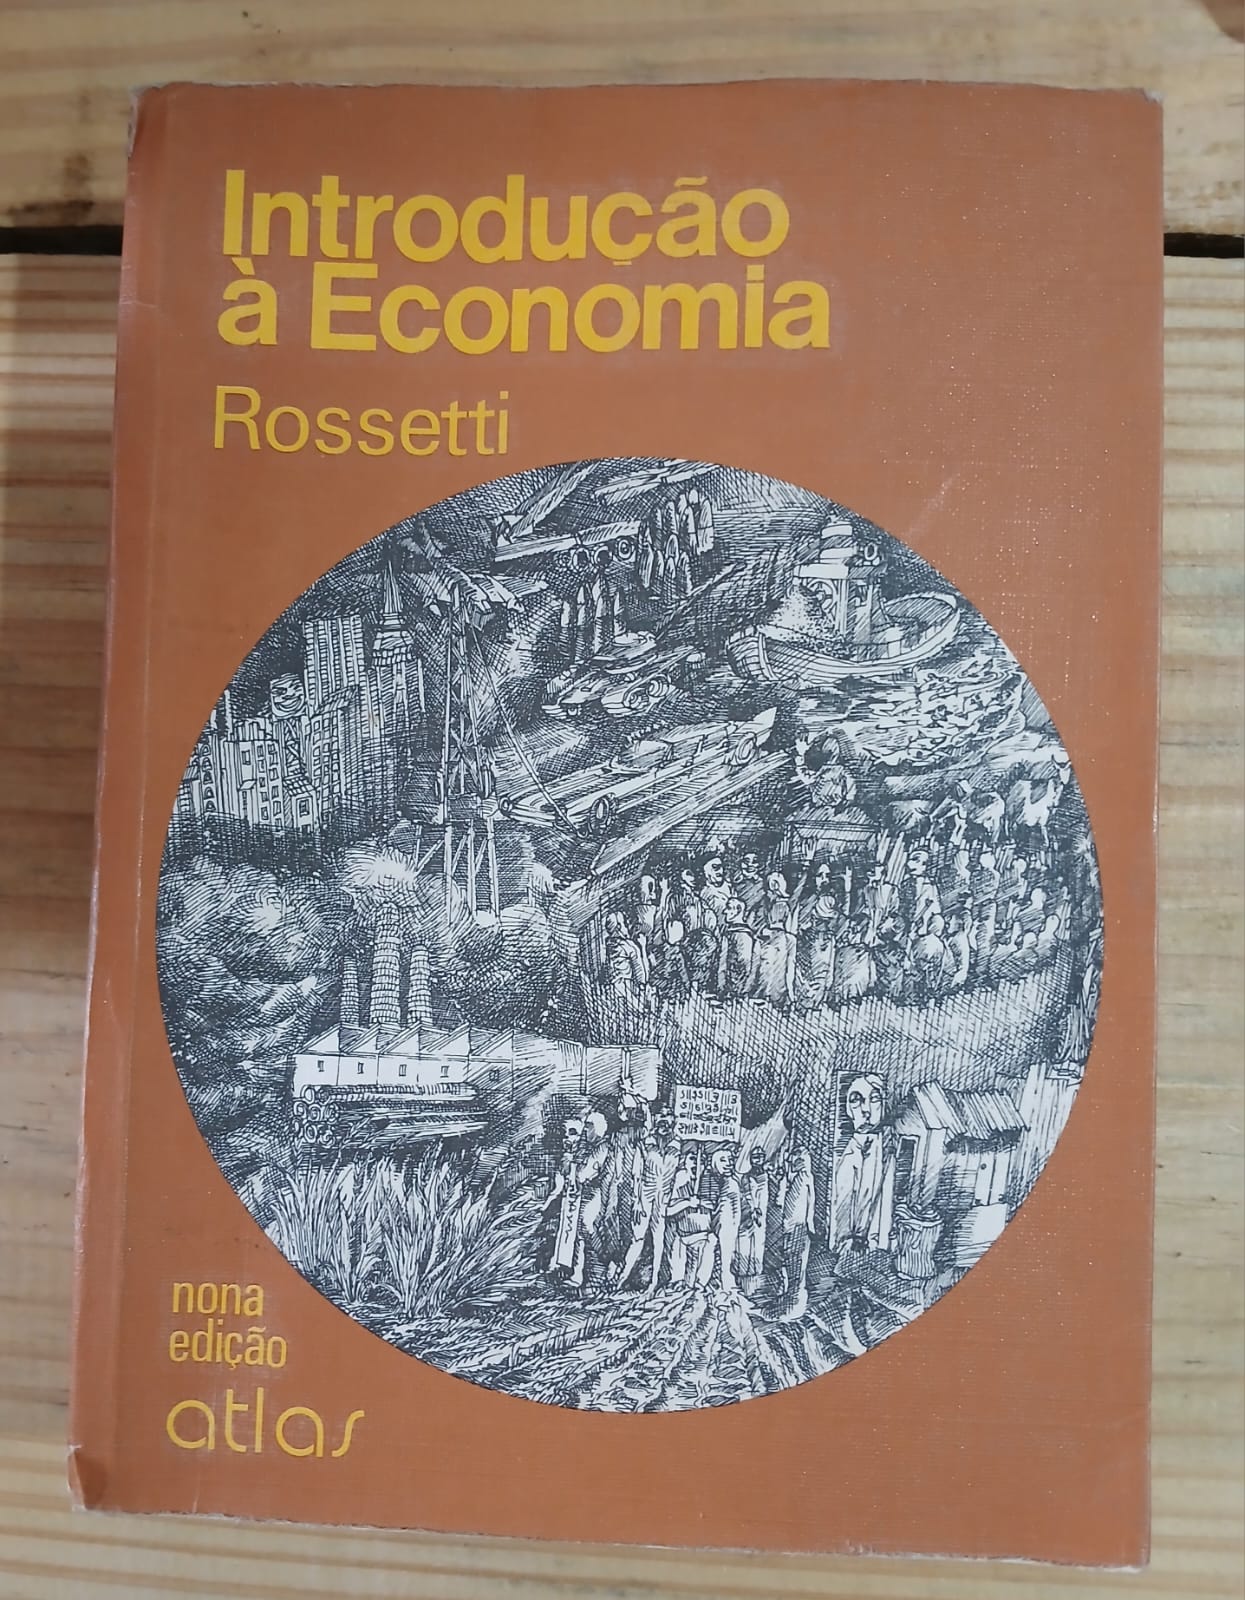 Introdução
à Economia
Rossetti
nona
edição
atlas